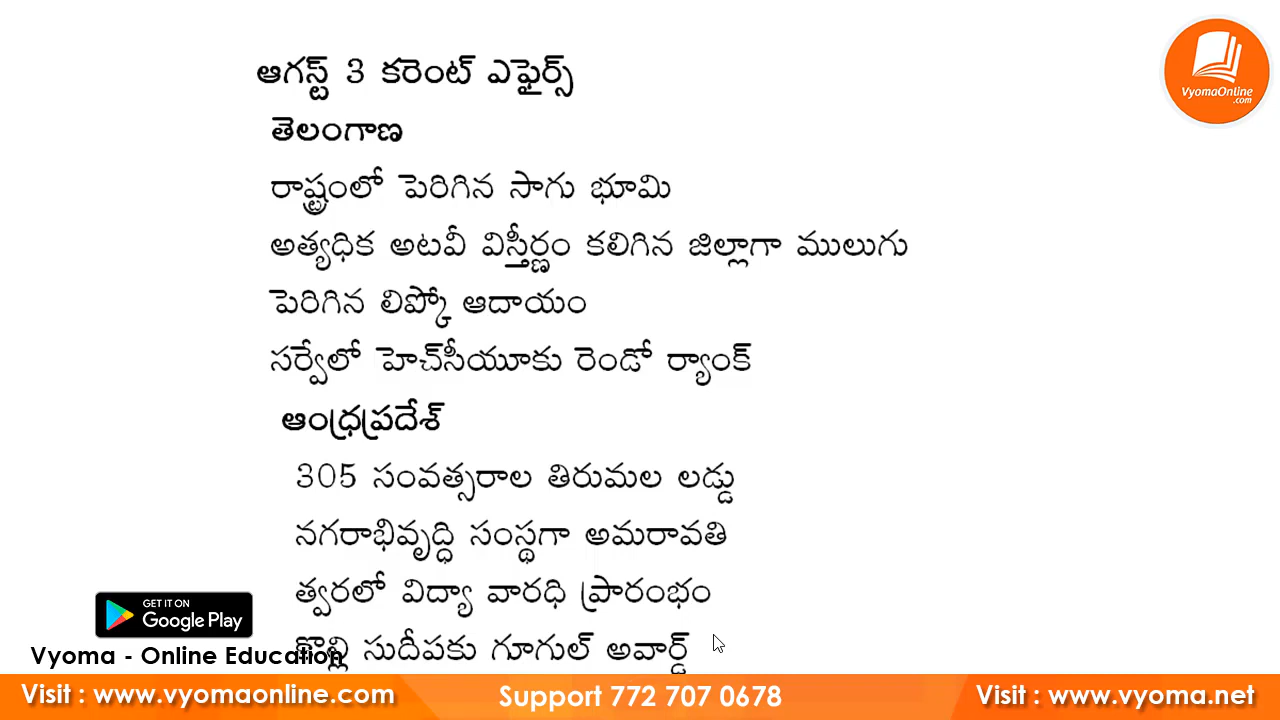 ఆగస్ట్ 3 కరెంట్ ఎఫైర్స్
VyomaOnline
.com
తెలంగాణ
రాష్ట్రంలో పెరిగిన సాగు భూమి
అత్యధిక అటవీ విస్తీర్ణం కలిగిన జిల్లాగా ములుగు
పెరిగిన లిప్కో ఆదాయం
సర్వేలో హెచ్‌సీయూకు రెండో ర్యాంక్
ఆంధ్రప్రదేశ్
305 సంవత్సరాల తిరుమల లడ్డు
నగరాభివృద్ధి సంస్థగా అమరావతి
త్వరలో విద్యా వారధి ప్రారంభం
GET IT ON
Google Play
కొల్లి సుదీపకు గూగుల్ అవార్డ్
Vyoma - Online Education
Visit : www.vyomaonline.com Support 772 707 0678 Visit : www.vyoma.net